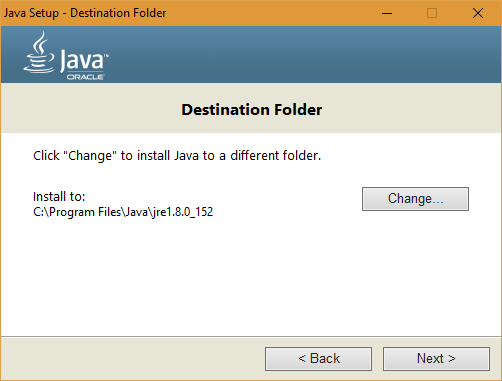 Java Setup - Destination Folder
Java™
ORACLE
Destination Folder
Click "Change" to install Java to a different folder.
Install to:
C:\Program Files\Java\jre1.8.0_152
Change...
< Back
Next >